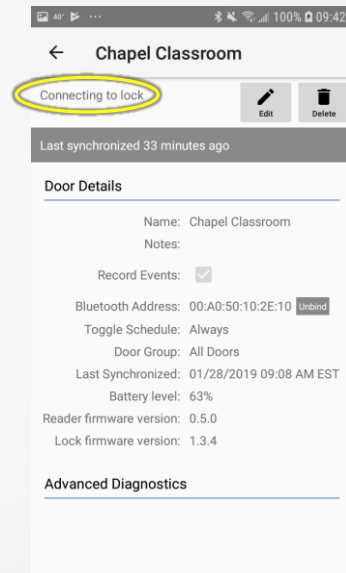 40° ··· 100% 09:42
← Chapel Classroom
Connecting to lock
Edit
Delete
Last synchronized 33 minutes ago
Door Details
Name: Chapel Classroom
Notes:
Record Events:
Bluetooth Address: 00:A0:50:10:2E:10 Unbind
Toggle Schedule: Always
Door Group: All Doors
Last Synchronized: 01/28/2019 09:08 AM EST
Battery level: 63%
Reader firmware version: 0.5.0
Lock firmware version: 1.3.4
Advanced Diagnostics